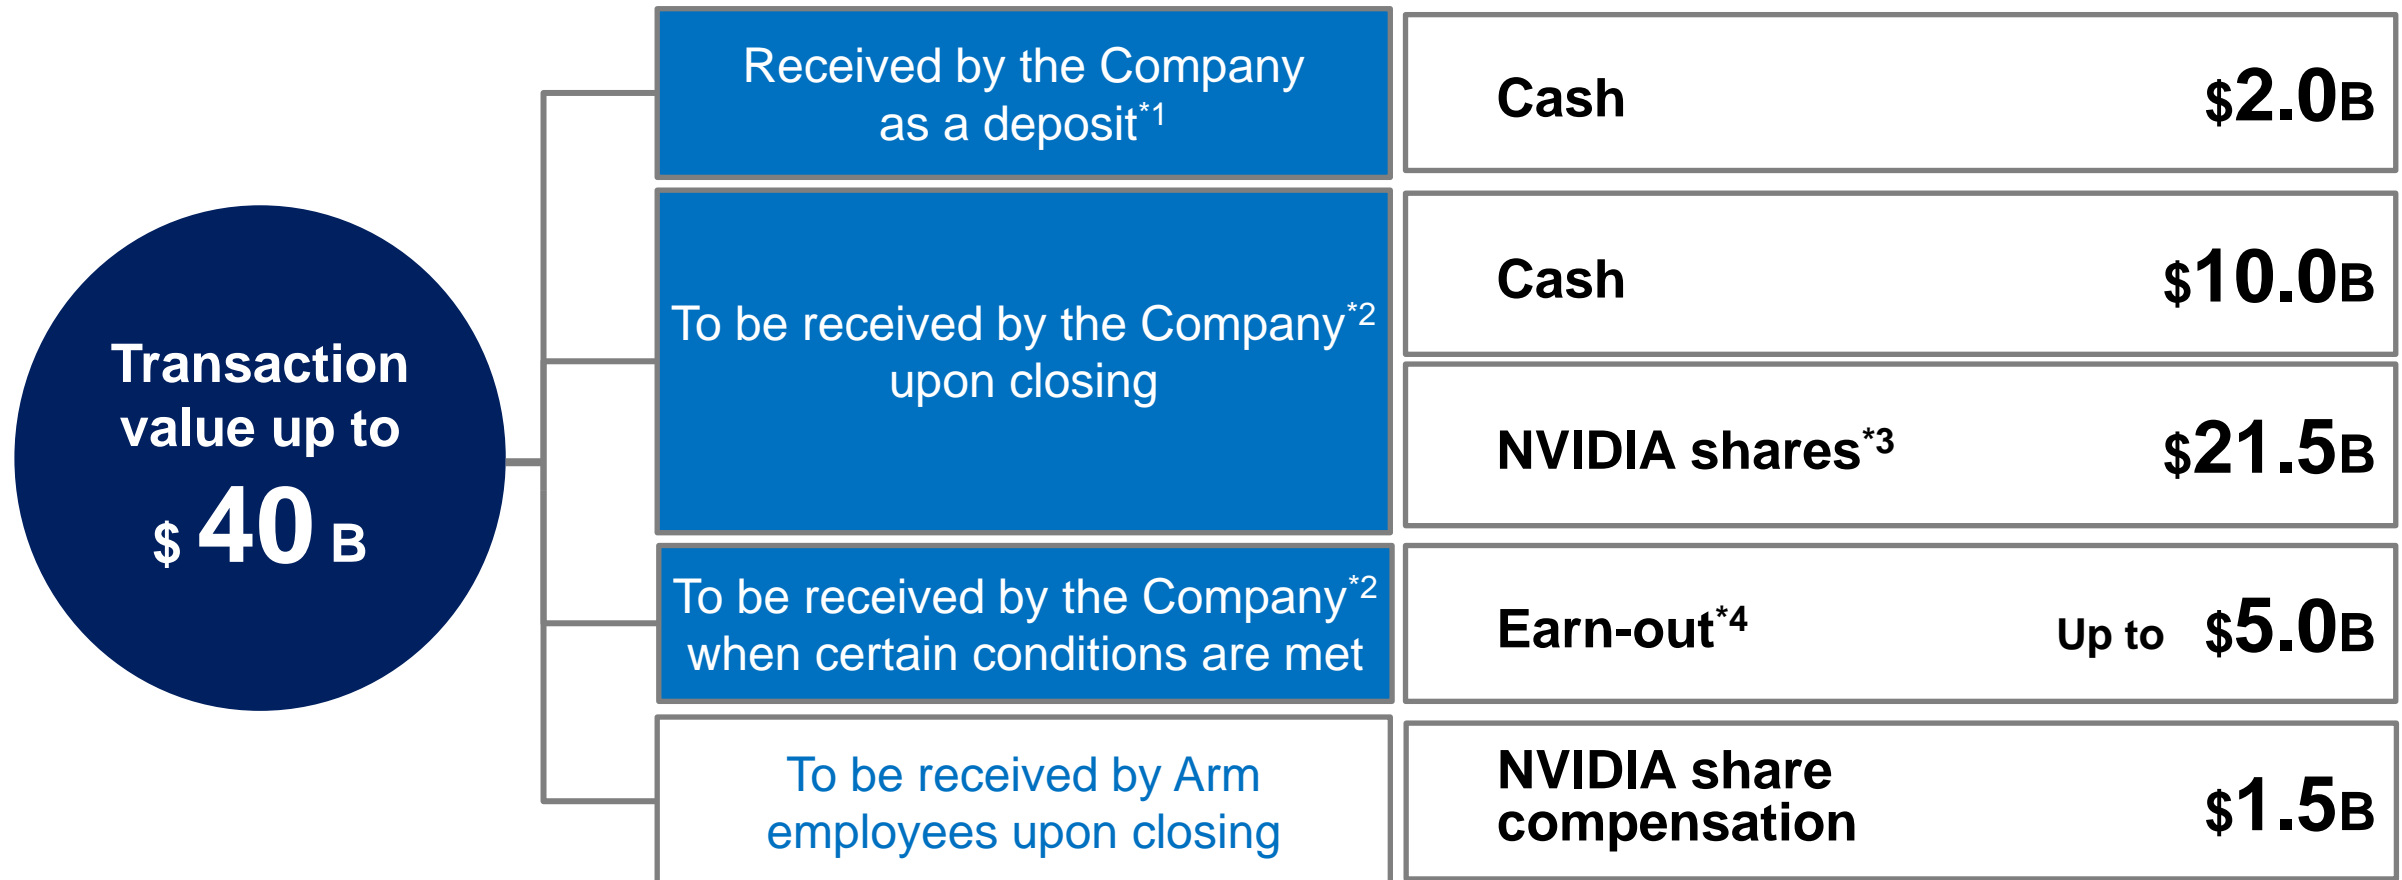 Transaction
value up to
$ 40 B
Received by the Company
as a deposit*1
Cash $2.0B
To be received by the Company*2
upon closing
Cash $10.0B
NVIDIA shares*3 $21.5B
To be received by the Company*2
when certain conditions are met
Earn-out*4 Up to $5.0B
To be received by Arm
employees upon closing
NVIDIA share
compensation $1.5B